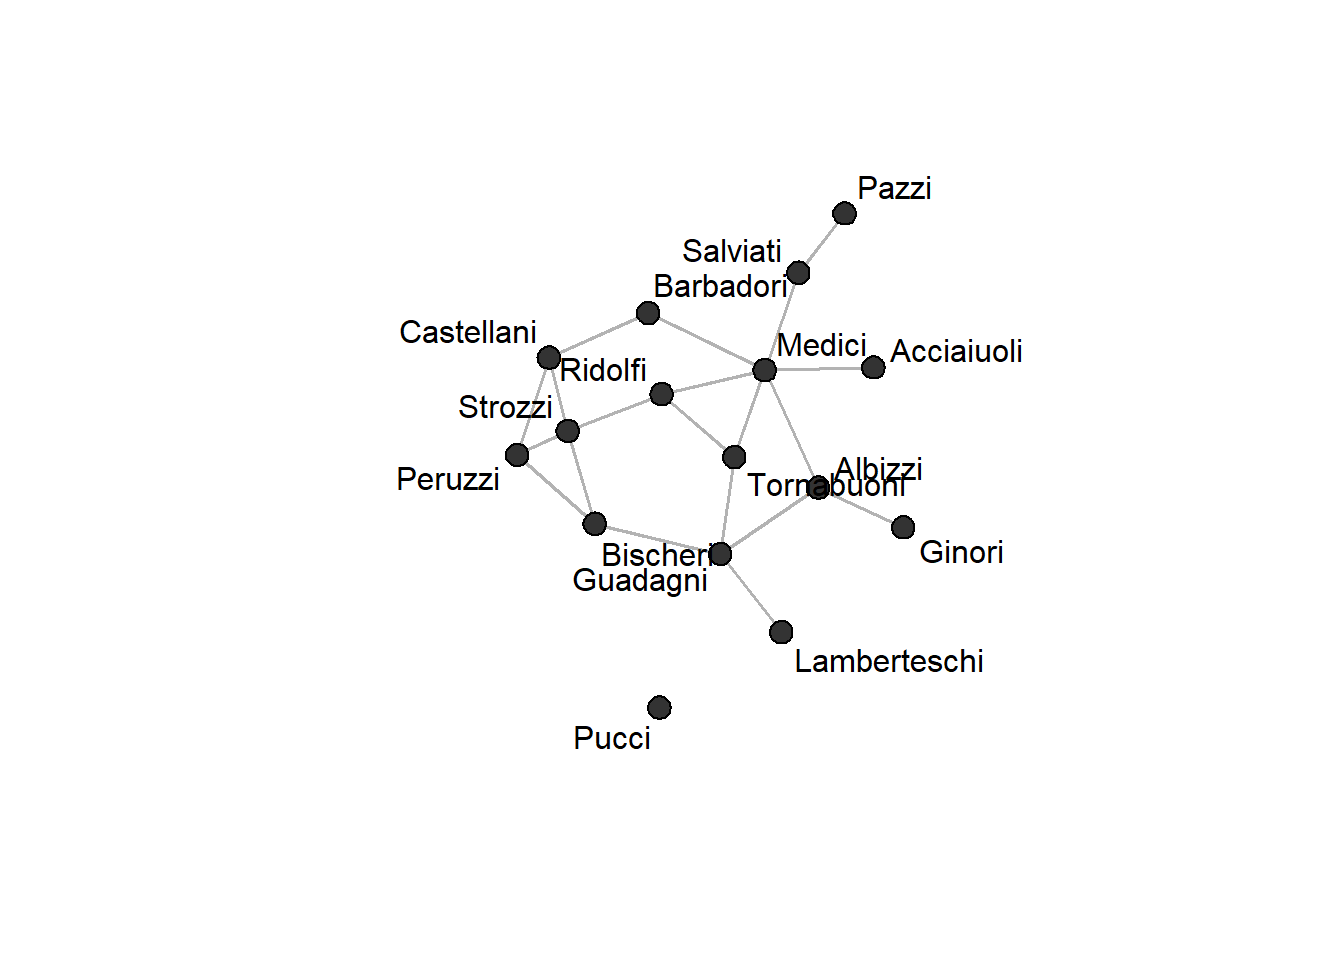 Pazzi
Salviati
Barbadori
Castellani
Medici
Acciaiuoli
Ridolfi
Strozzi
Albizzi
Peruzzi
Tornabuoni
Bischeri
Ginori
Guadagni
Lamberteschi
Pucci